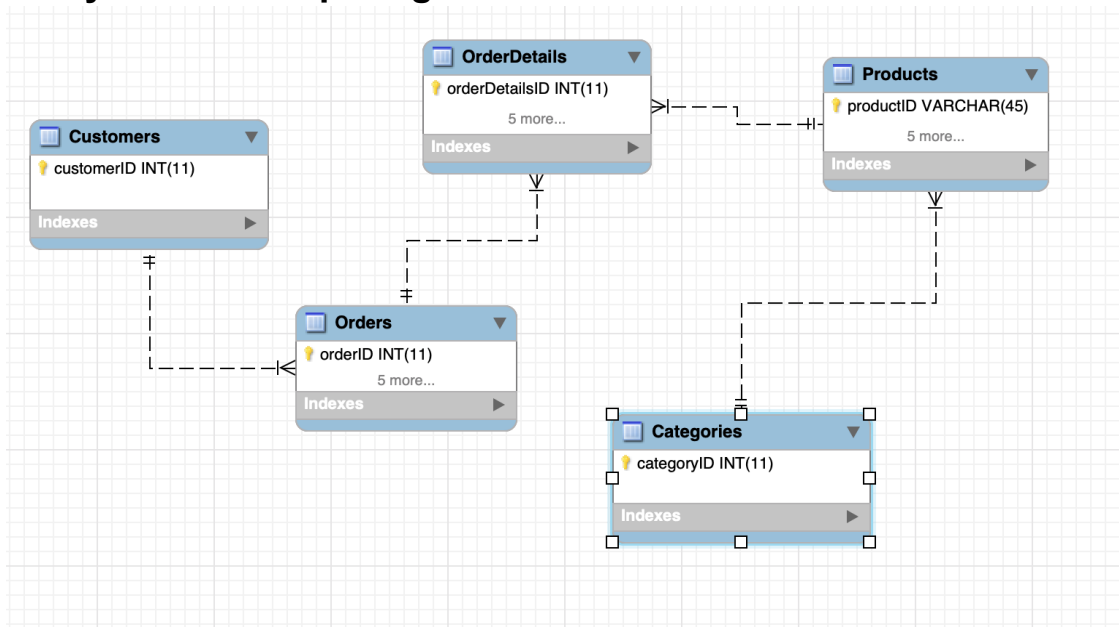 OrderDetails
orderDetailsID INT(11)
5 more...
Indexes
Products
productID VARCHAR(45)
5 more...
Indexes
Customers
customerID INT(11)
Indexes
Orders
orderID INT(11)
5 more...
Indexes
Categories
categoryID INT(11)
Indexes